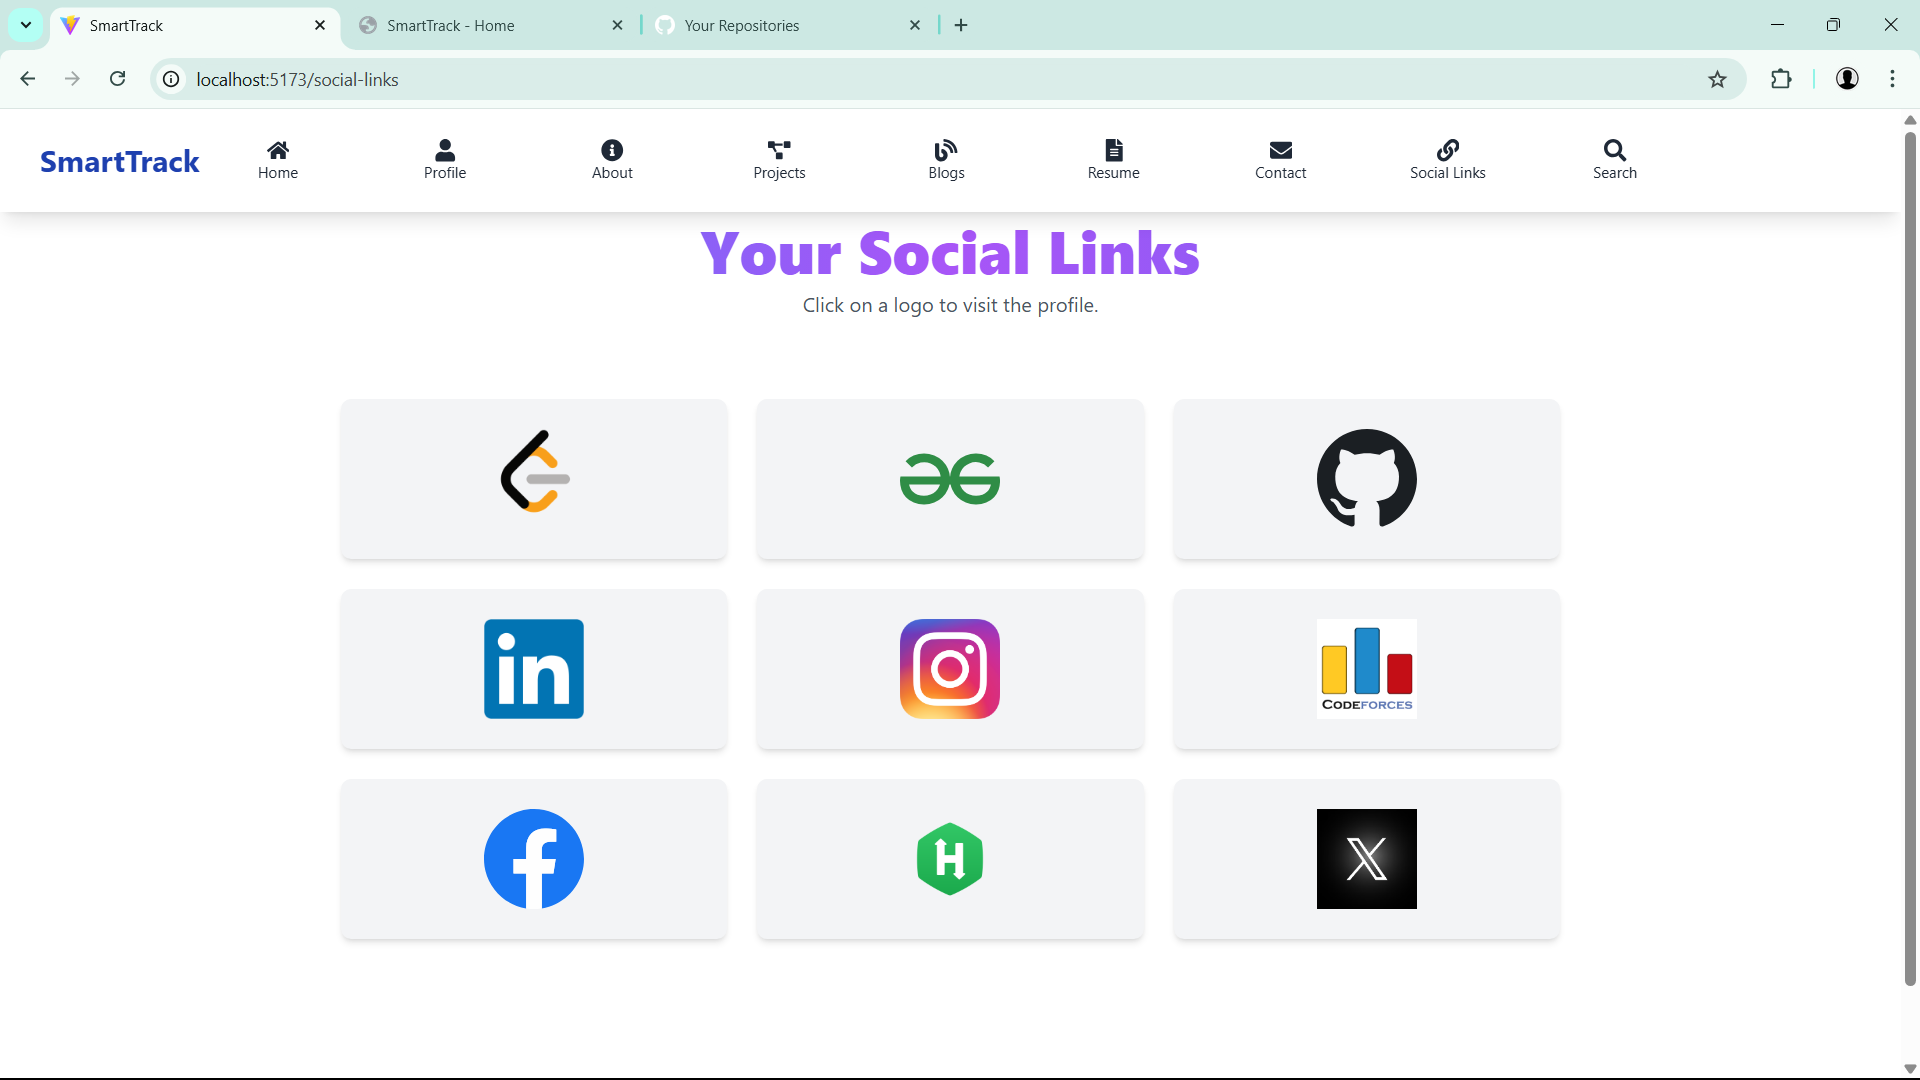 SmartTrack
SmartTrack - Home
Your Repositories
localhost:5173/social-links
SmartTrack
Home
Profile
About
Projects
Blogs
Resume
Contact
Social Links
Search
Your Social Links
Click on a logo to visit the profile.
in
CODEFORCES
f
H
X